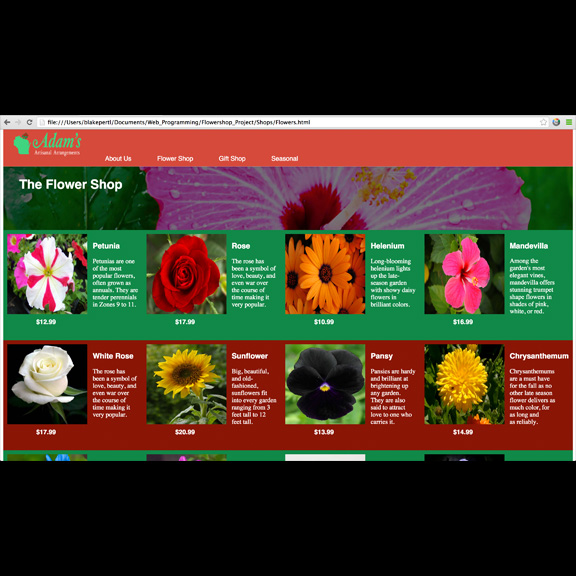 file:///Users/blakepertl/Documents/Web_Programming/Flowershop_Project/Shops/Flowers.html
Adam's
Artisanal Arrangements
About Us
Flower Shop
Gift Shop
Seasonal
The Flower Shop
Petunia
Petunias are one
of the most
popular flowers,
often grown as
annuals. They are
tender perennials
in Zones 9 to 11.
$12.99
Rose
The rose has
been a symbol of
love, beauty, and
even war over
the course of
time making it
very popular.
$17.99
Helenium
Long-blooming
helenium lights
up the late-
season garden
with showy daisy
flowers in
brilliant colors.
$10.99
Mandevilla
Among the
garden's most
elegant vines,
mandevilla offers
stunning trumpet
shape flowers in
shades of pink,
white, or red.
$16.99
White Rose
The rose has
been a symbol of
love, beauty, and
even war over
the course of
time making it
very popular.
$17.99
Sunflower
Big, beautiful,
and old-
fashioned,
sunflowers fit
into every garden
ranging from 3
feet tall to 12
feet tall.
$20.99
Pansy
Pansies are hardy
and brilliant at
brightening up
any garden.
They are also
said to attract
love to one who
carries it.
$13.99
Chrysanthemum
Chrysanthemums
are a must have
for the fall as no
other late season
flower delivers as
much color, for
as long and
as reliably.
$14.99